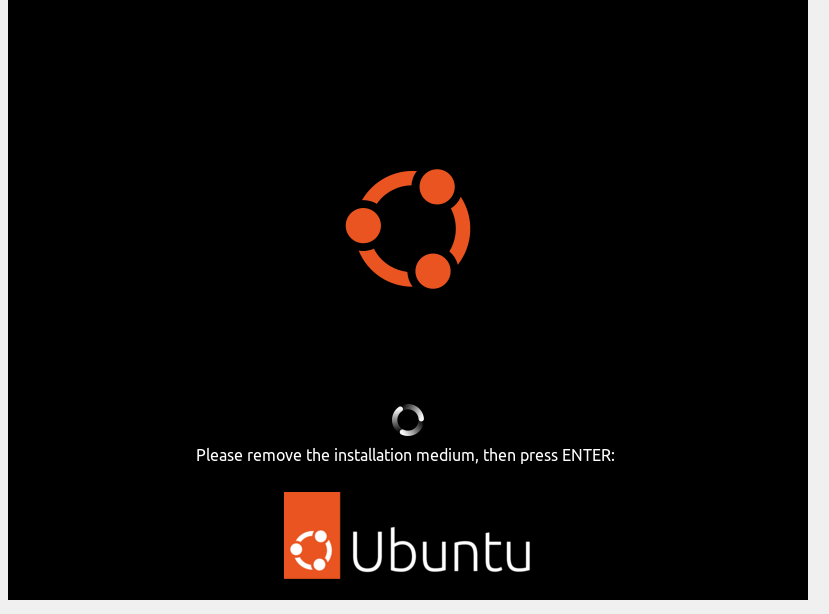 Please remove the installation medium, then press ENTER:
Ubuntu